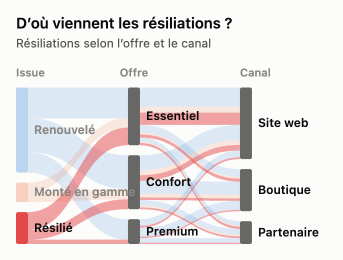 D’où viennent les résiliations ?
Résiliations selon l’offre et le canal
Issue Offre Canal
Renouvelé
Monté en gamme
Résilié
Essentiel
Confort
Premium
Site web
Boutique
Partenaire